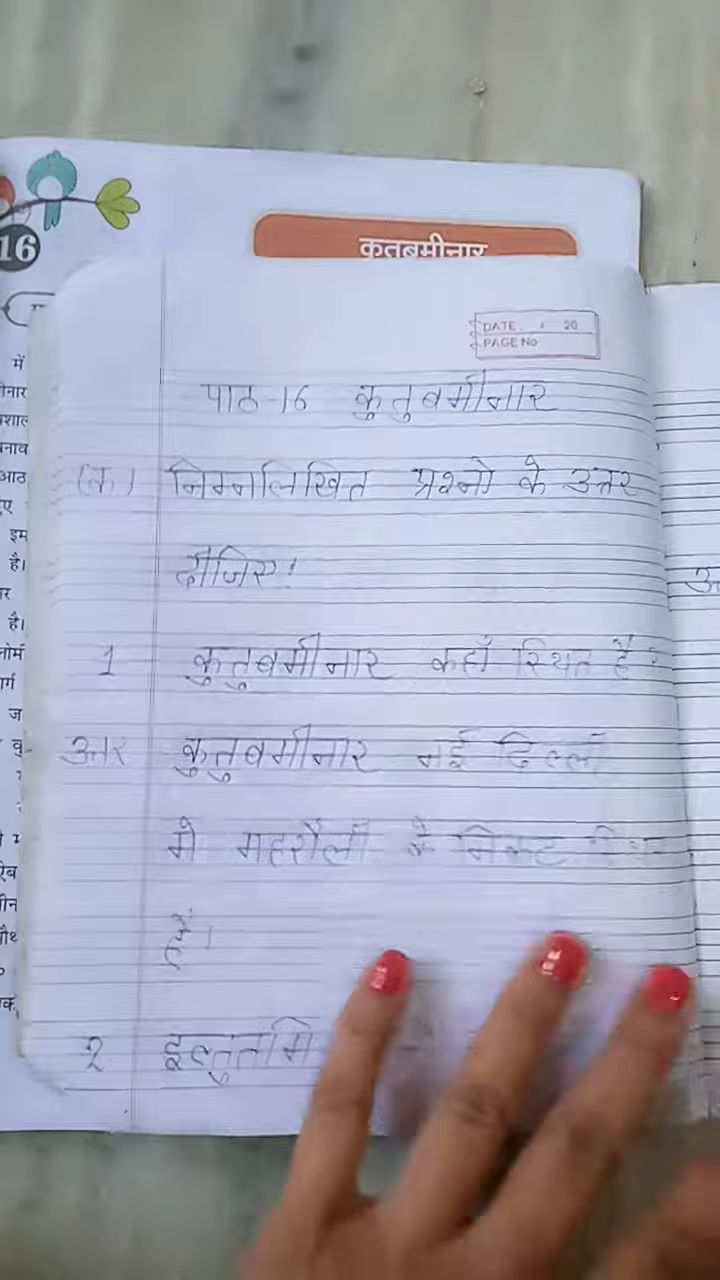 16
कुतबमीनार
DATE / 20
PAGE NO
पाठ-16 कुतुबमीनार
(क) निम्नलिखित प्रश्नो के उत्तर
दीजिए!
1 कुतुबमीनार कहाँ स्थित है?
उत्तर कुतुबमीनार नई दिल्ली
मे महरौली के निकट स्थित
है।
2 इल्तुतमि
में
है।
है।